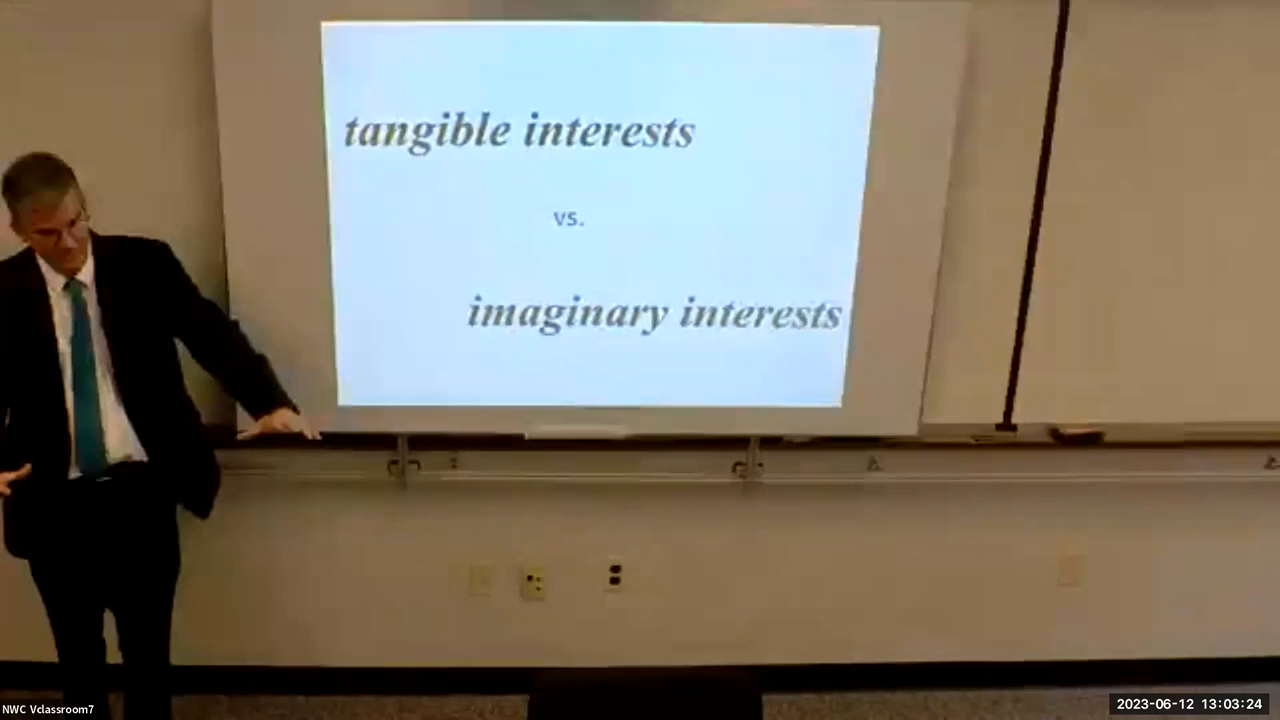 tangible interests
vs.
imaginary interests
NWC Vclassroom7
2023-06-12 13:03:24